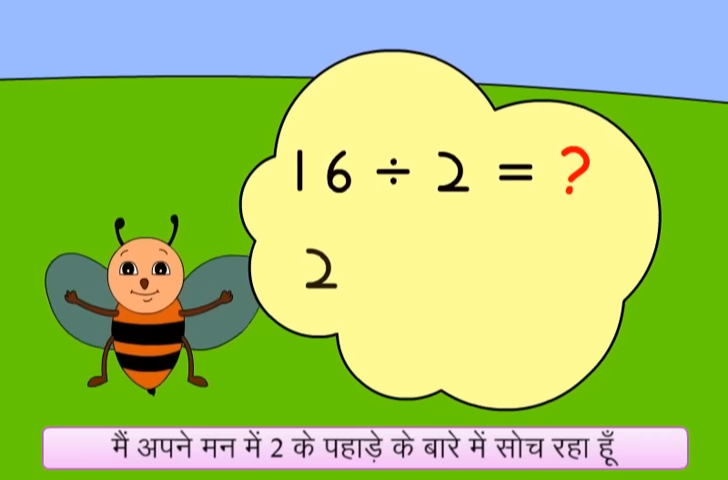 16 ÷ 2 = ?
2
मैं अपने मन में 2 के पहाड़े के बारे में सोच रहा हूँ